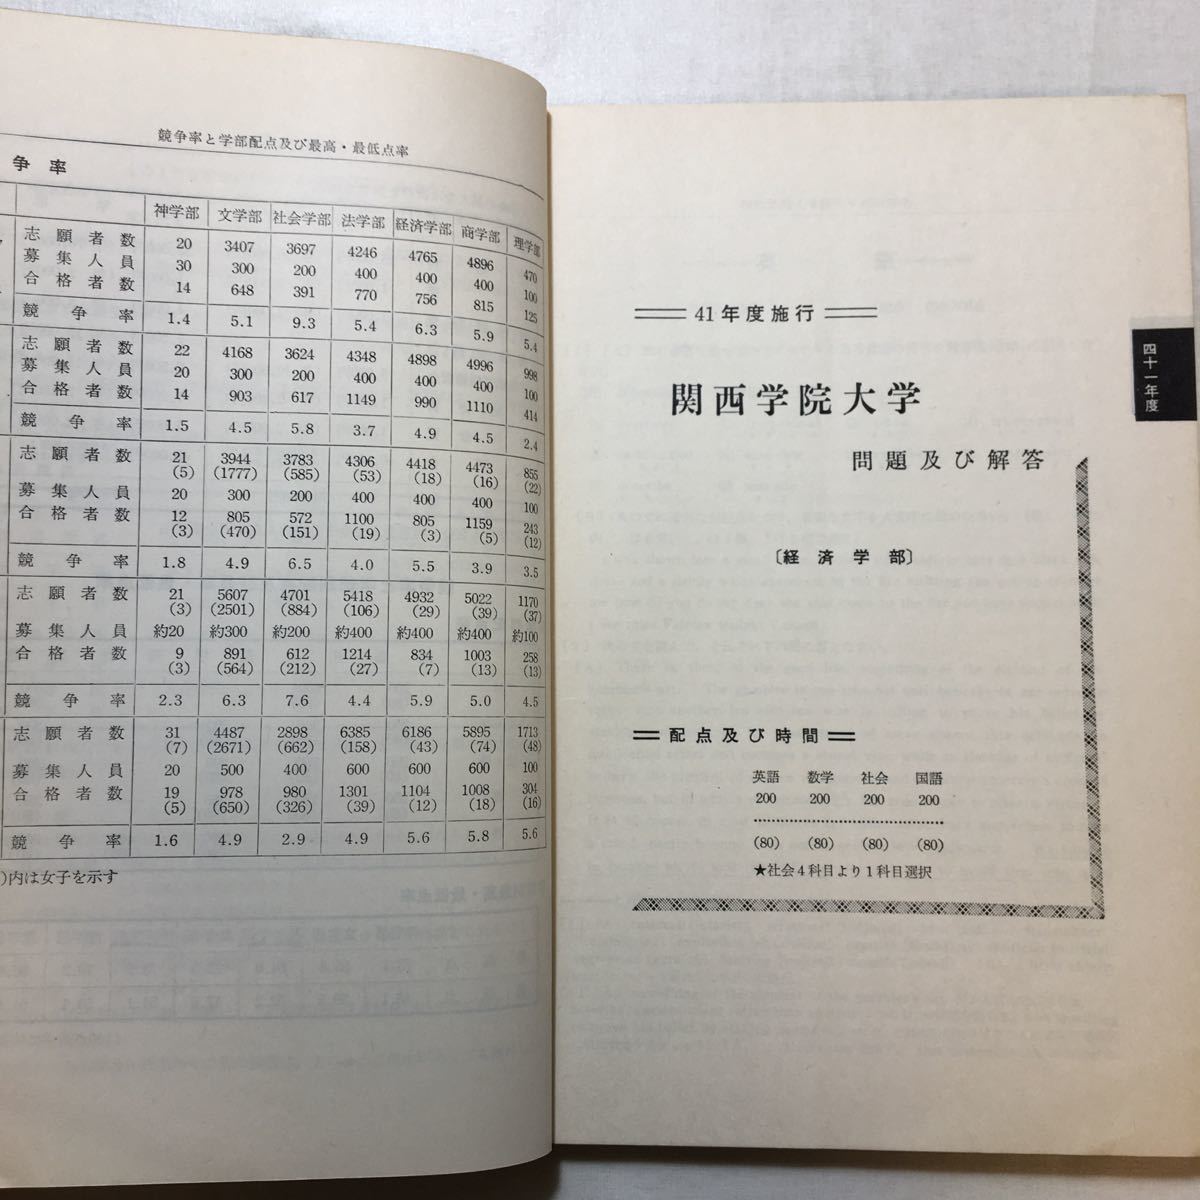 競争率と学部配点及び最高・最低点率
争率
神学部 文学部 社会学部 法学部 経済学部 商学部 理学部
志願者数 20 3407 3697 4246 4765 4896 470
募集人員 30 300 200 400 400 400 100
合格者数 14 648 391 770 756 815 125
競争率 1.4 5.1 9.3 5.4 6.3 5.9 5.4
志願者数 22 4168 3624 4348 4898 4996 998
募集人員 20 300 200 400 400 400 100
合格者数 14 903 617 1149 990 1110 414
競争率 1.5 4.5 5.8 3.7 4.9 4.5 2.4
志願者数 21 3944 3783 4306 4418 4473 855
(5) (1777) (585) (53) (18) (16) (22)
募集人員 20 300 200 400 400 400 100
合格者数 12 805 572 1100 805 1159 243
(3) (470) (151) (19) (3) (5) (12)
競争率 1.8 4.9 6.5 4.0 5.5 3.9 3.5
志願者数 21 5607 4701 5418 4932 5022 1170
(3) (2501) (884) (106) (29) (39) (37)
募集人員 約20 約300 約200 約400 約400 約400 約100
合格者数 9 891 612 1214 834 1003 258
(3) (564) (212) (27) (7) (13) (13)
競争率 2.3 6.3 7.6 4.4 5.9 5.0 4.5
志願者数 31 4487 2898 6385 6186 5895 1713
(7) (2671) (662) (158) (43) (74) (48)
募集人員 20 500 400 600 600 600 100
合格者数 19 978 980 1301 1104 1008 304
(5) (650) (326) (39) (12) (18) (16)
競争率 1.6 4.9 2.9 4.9 5.6 5.8 5.6
)内は女子を示す
41年度施行
関西学院大学
問題及び解答
〔経済学部〕
配点及び時間
英語 数学 社会 国語
200 200 200 200
(80) (80) (80) (80)
★社会4科目より1科目選択
四十一年度